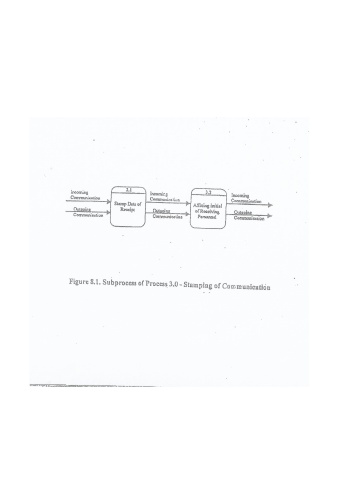 3.1
Stamp Date of
Receipt
3.2
Affixing initial
of Receiving
Personnel
Incoming
Communication
Outgoing
Communication
Incoming
Communication
Outgoing
Communication
Incoming
Communication
Outgoing
Communication
Figure 8.1. Subprocess of Process 3.0 - Stamping of Communication